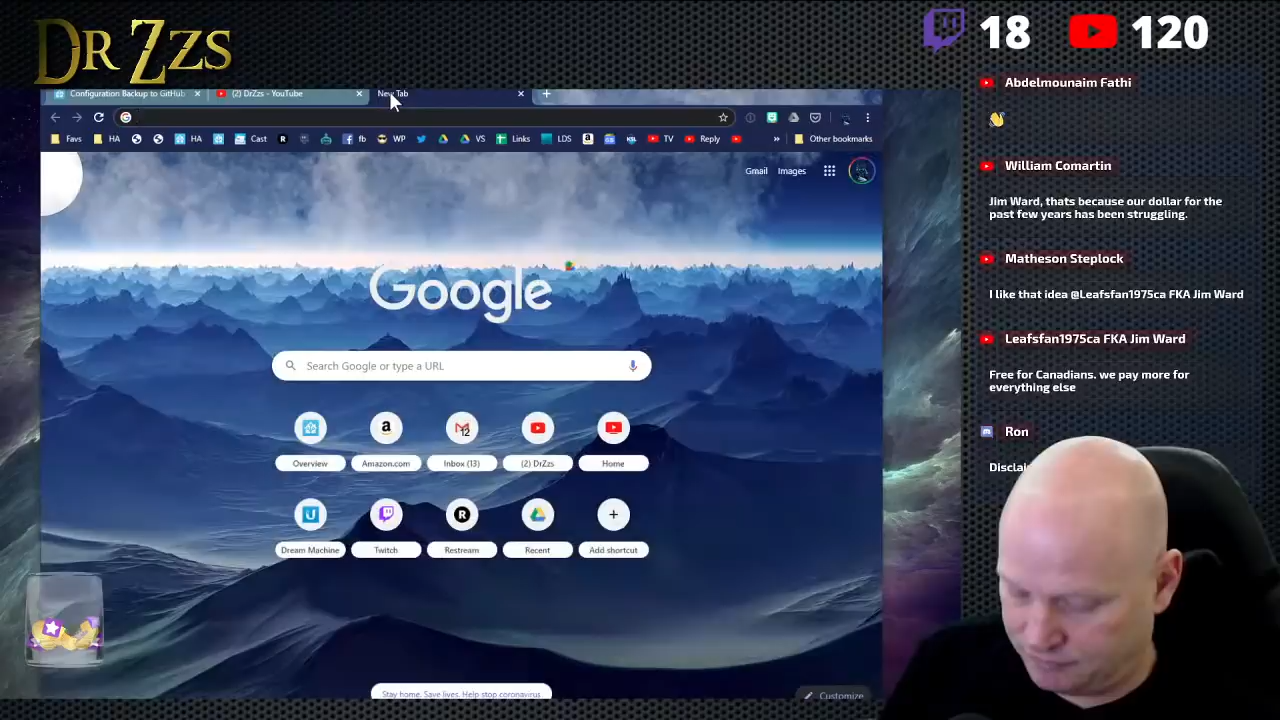 DR ZZS
18
120
Configuration Backup to GitHub
(2) DrZzs - YouTube
New Tab
Favs
HA
HA
Cast
fb
WP
VS
Links
LDS
TV
Reply
Other bookmarks
Gmail
Images
Google
Search Google or type a URL
12
Overview
Amazon.com
Inbox (13)
(2) DrZzs
Home
Dream Machine
Twitch
Restream
Recent
Add shortcut
Stay home. Save lives. Help stop coronavirus
Customize
Abdelmounaim Fathi
William Comartin
Jim Ward, thats because our dollar for the
past few years has been struggling.
Matheson Steplock
I like that idea @Leafsfan1975ca FKA Jim Ward
Leafsfan1975ca FKA Jim Ward
Free for Canadians. we pay more for
everything else
Ron
Disclai